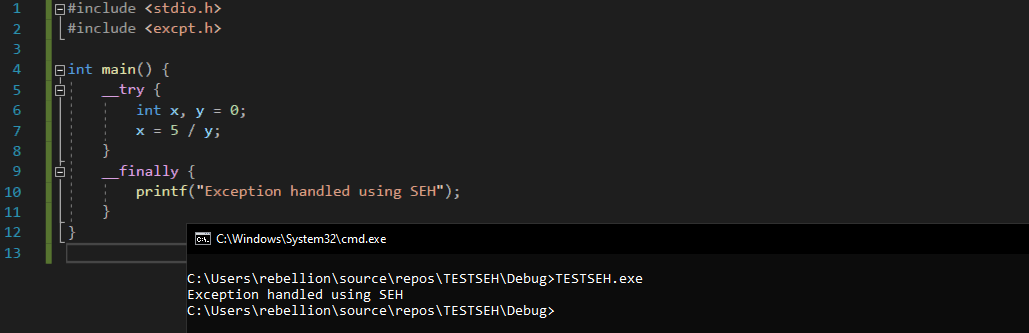 1 #include <stdio.h>
2 #include <excpt.h>
3
4 int main() {
5 __try {
6 int x, y = 0;
7 x = 5 / y;
8 }
9 __finally {
10 printf("Exception handled using SEH");
11 }
12 }
13
C:\Windows\System32\cmd.exe
C:\Users\rebellion\source\repos\TESTSEH\Debug>TESTSEH.exe
Exception handled using SEH
C:\Users\rebellion\source\repos\TESTSEH\Debug>